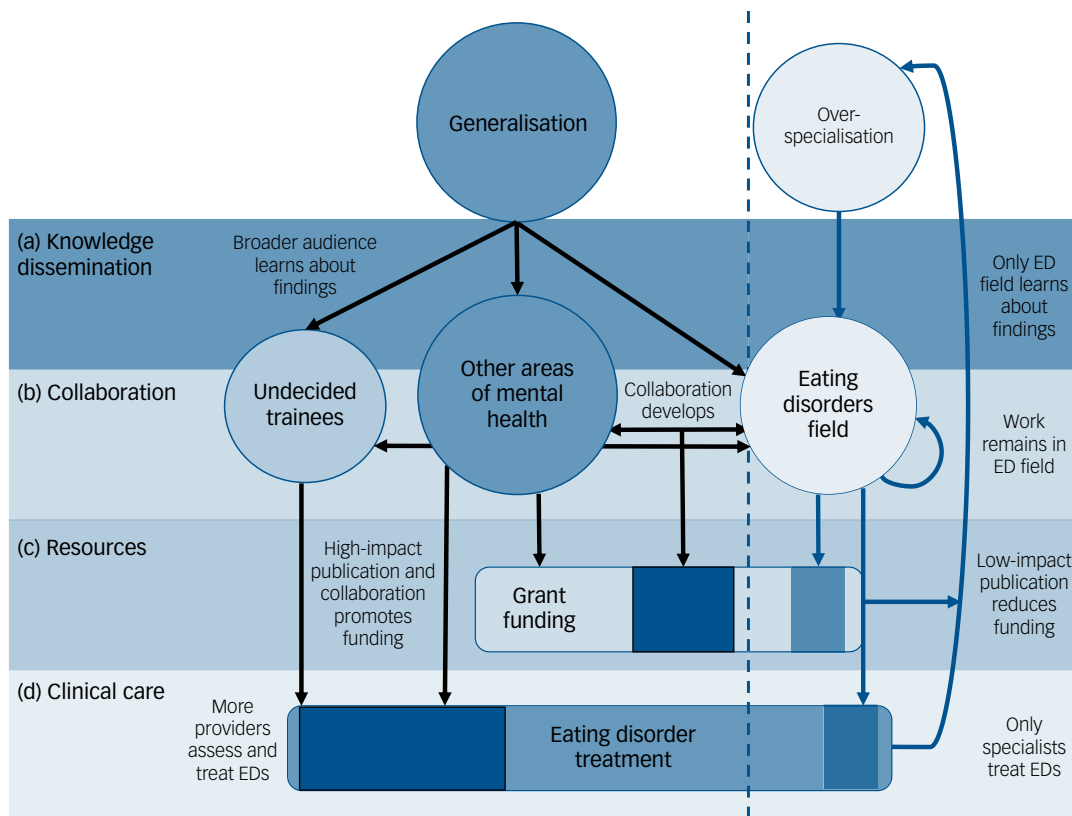 Generalisation
Over-
specialisation
(a) Knowledge
dissemination
Broader audience
learns about
findings
Only ED
field learns
about
findings
(b) Collaboration
Undecided
trainees
Other areas
of mental
health
Collaboration
develops
Eating
disorders
field
Work
remains in
ED field
(c) Resources
High-impact
publication and
collaboration
promotes
funding
Grant
funding
Low-impact
publication
reduces
funding
(d) Clinical care
More
providers
assess and
treat EDs
Eating disorder
treatment
Only
specialists
treat EDs